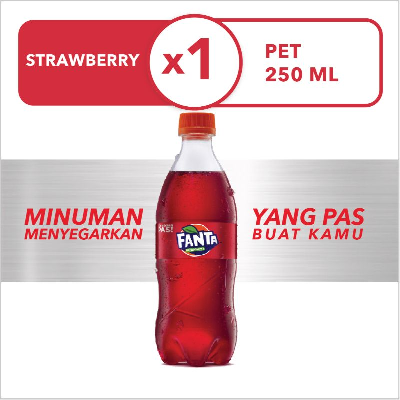 STRAWBERRY
x1
PET
250 ML
MINUMAN
MENYEGARKAN
YANG PAS
BUAT KAMU
FANTA